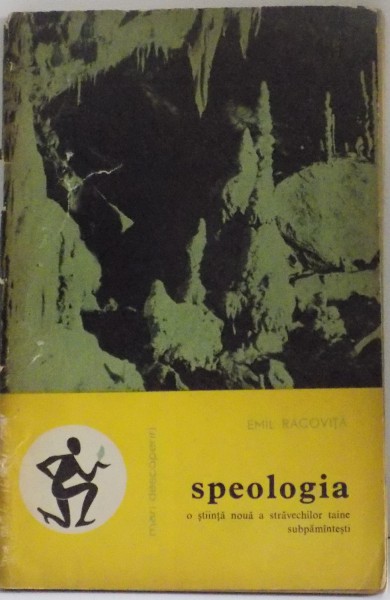 EMIL RACOVIȚĂ
mari descoperiri
speologia
o știință nouă a străvechilor taine
subpămîntești